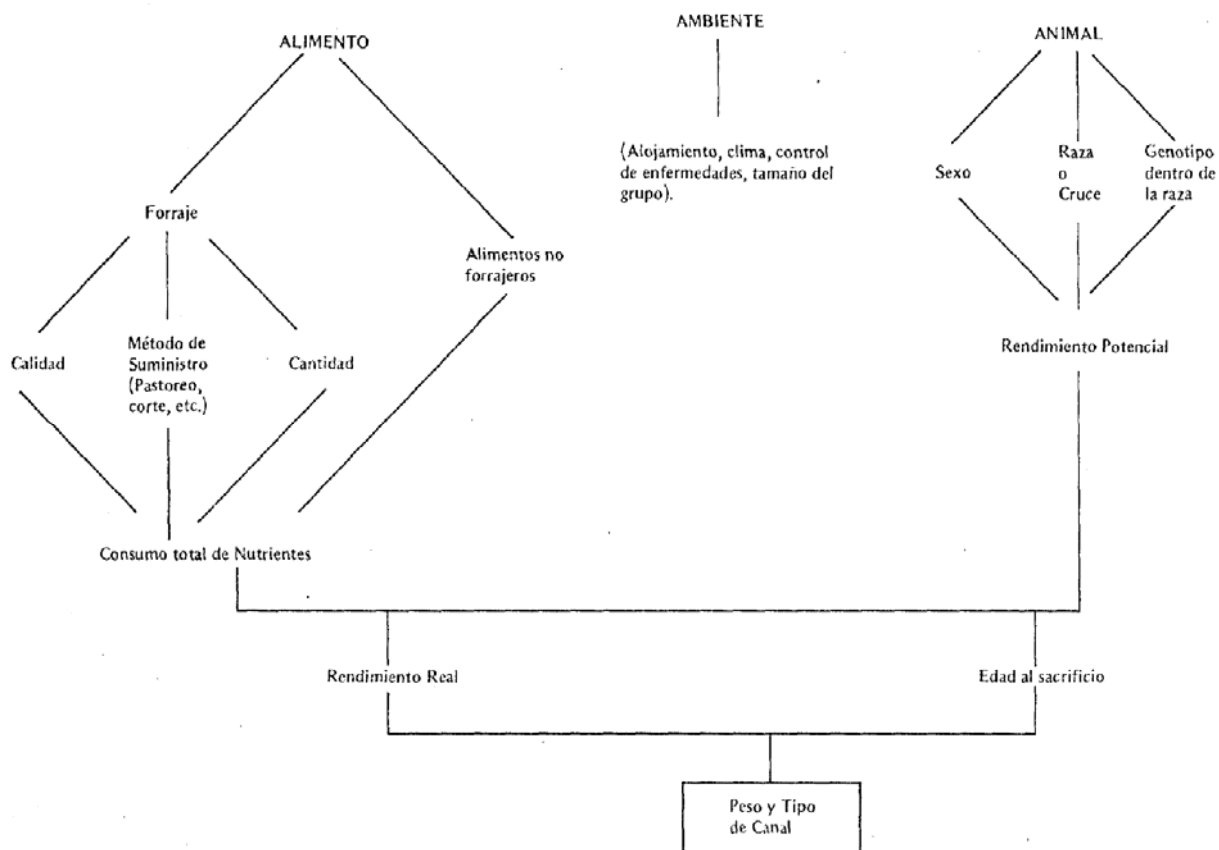 AMBIENTE
ALIMENTO
ANIMAL
(Alojamiento, clima, control
de enfermedades, tamaño del
grupo).
Sexo
Raza
o
Cruce
Genotipo
dentro de
la raza
Forraje
Alimentos no
forrajeros
Calidad
Método de
Suministro
(Pastoreo,
corte, etc.)
Cantidad
Rendimiento Potencial
Consumo total de Nutrientes
Rendimiento Real
Edad al sacrificio
Peso y Tipo
de Canal